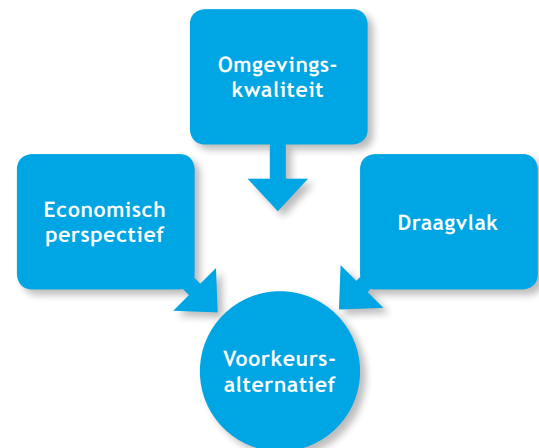 Omgevings-
kwaliteit
Economisch
perspectief
Draagvlak
Voorkeurs-
alternatief